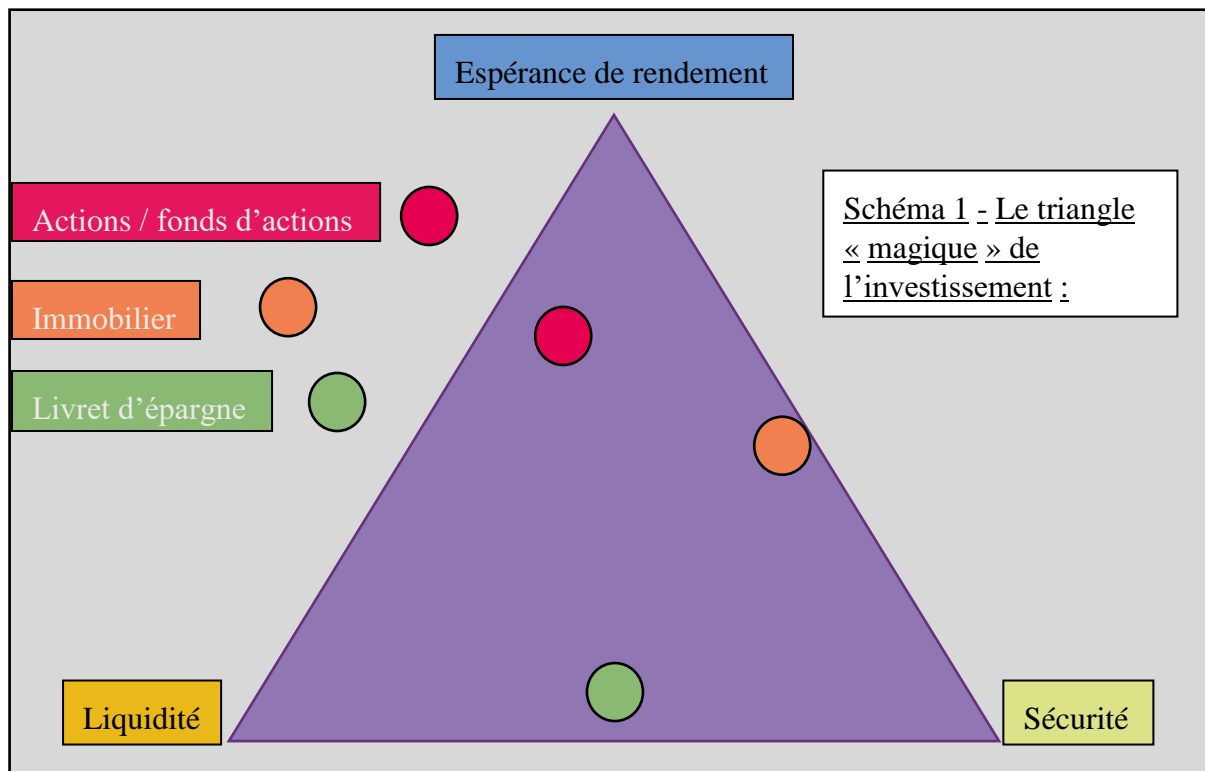 Espérance de rendement
Actions / fonds d’actions
Schéma 1 - Le triangle
« magique » de
l’investissement :
Immobilier
Livret d’épargne
Liquidité
Sécurité